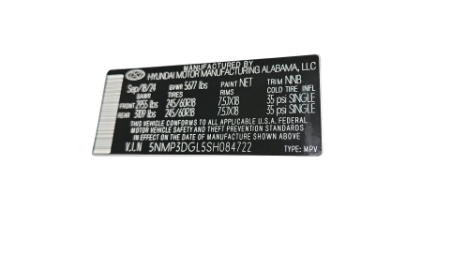 MANUFACTURED BY
HYUNDAI MOTOR MANUFACTURING ALABAMA, LLC
Sep/18/24 GVWR 5677 lbs PAINT NET TRIM NNB
GAWR TIRES RIMS COLD TIRE INFL
FRONT lbs 245/60R18 7.5JX18 35 psi SINGLE
REAR lbs 245/60R18 7.5JX18 35 psi SINGLE
THIS VEHICLE CONFORMS TO ALL APPLICABLE U.S.A. FEDERAL
MOTOR VEHICLE SAFETY AND THEFT PREVENTION STANDARDS
IN EFFECT ON THE DATE OF MANUFACTURE SHOWN ABOVE
V.I.N 5NMP3DGL5SH084722 TYPE: MPV